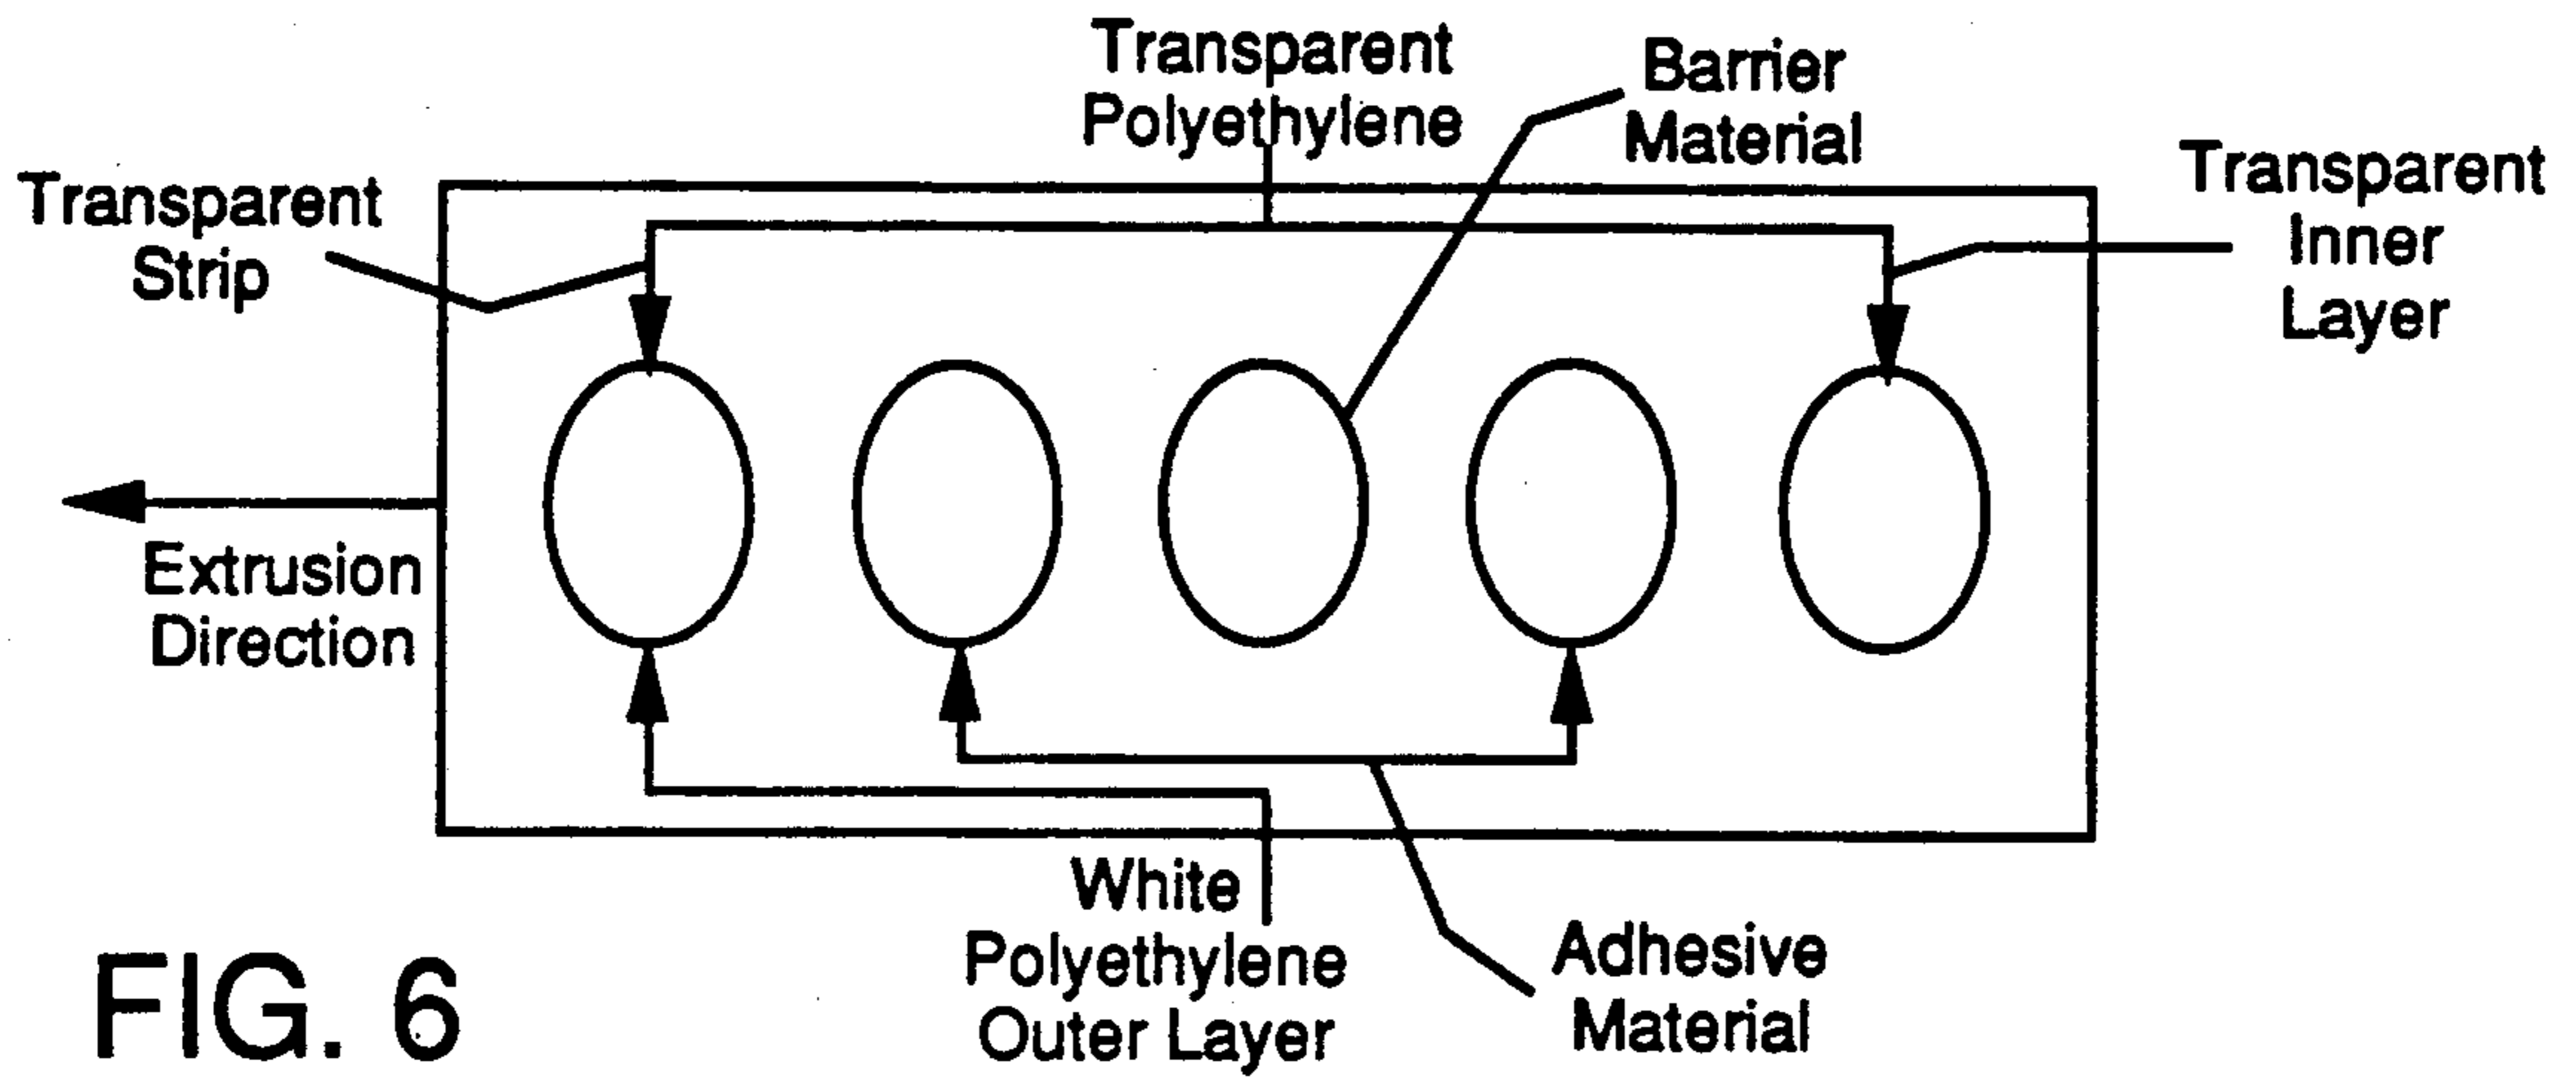 Transparent
Polyethylene
Barrier
Material
Transparent
Strip
Transparent
Inner
Layer
Extrusion
Direction
White
Polyethylene
Outer Layer
Adhesive
Material
FIG. 6